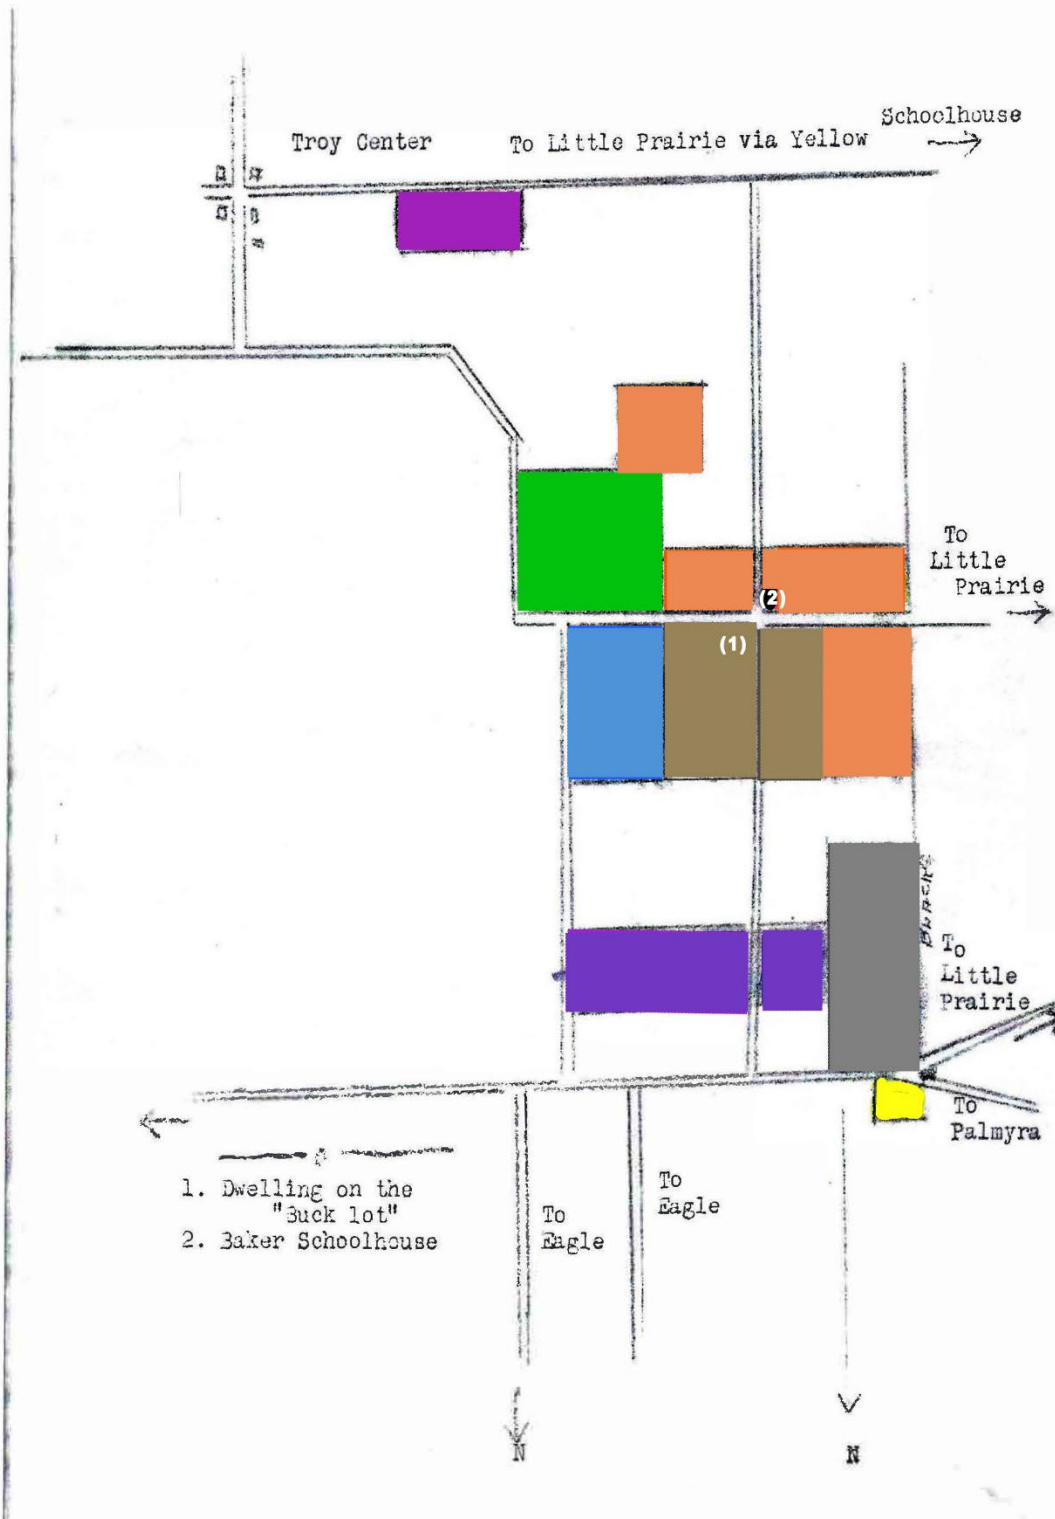 Schoolhouse
Troy Center
To Little Prairie via Yellow
To
Little
Prairie
(2)
(1)
To
Little
Prairie
To
Palmyra
1. Dwelling on the
"Buck lot"
2. Baker Schoolhouse
To
Eagle
To
Eagle
N
N